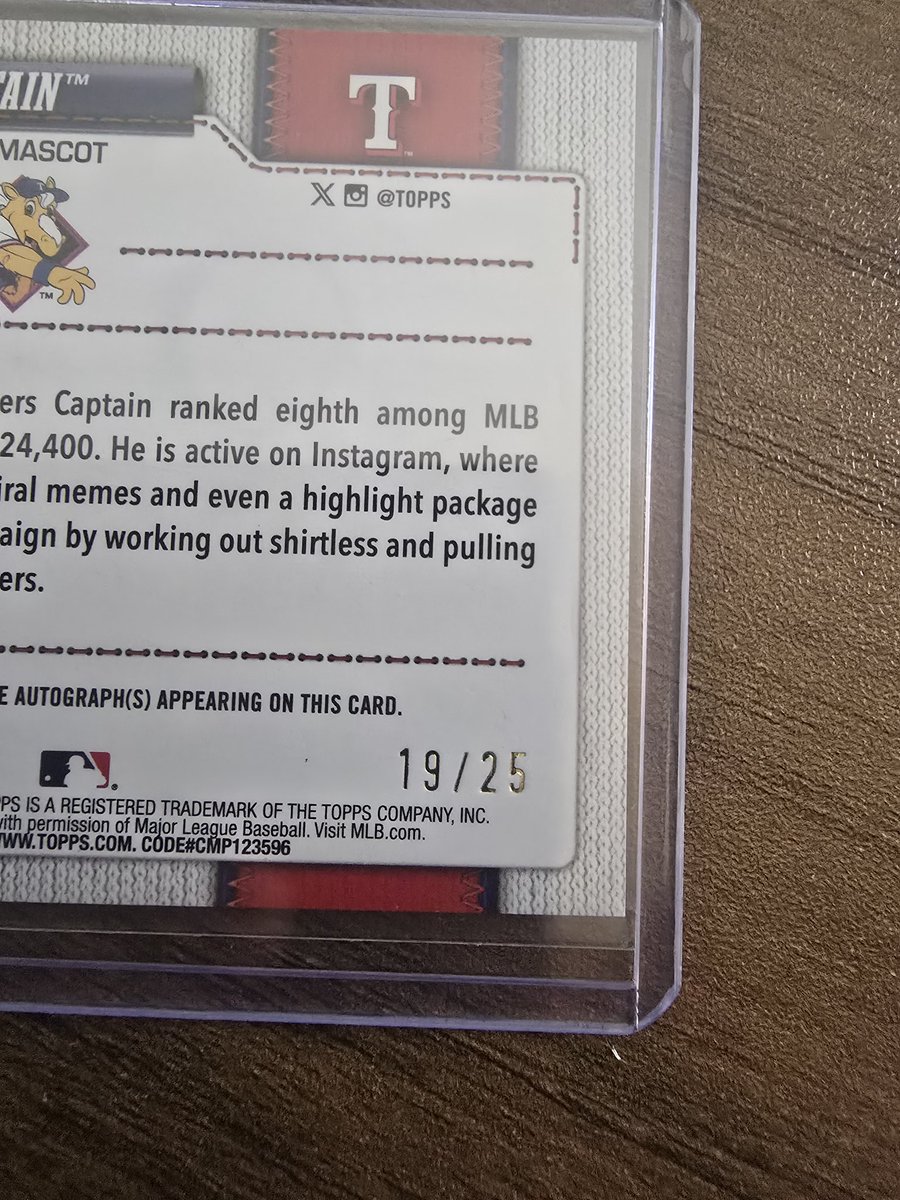 AIN™
T
MASCOT
@TOPPS
TM
ers Captain ranked eighth among MLB
24,400. He is active on Instagram, where
iral memes and even a highlight package
aign by working out shirtless and pulling
ers.
E AUTOGRAPH(S) APPEARING ON THIS CARD.
19/25
PPS IS A REGISTERED TRADEMARK OF THE TOPPS COMPANY, INC.
with permission of Major League Baseball. Visit MLB.com.
WWW.TOPPS.COM. CODE#CMP123596